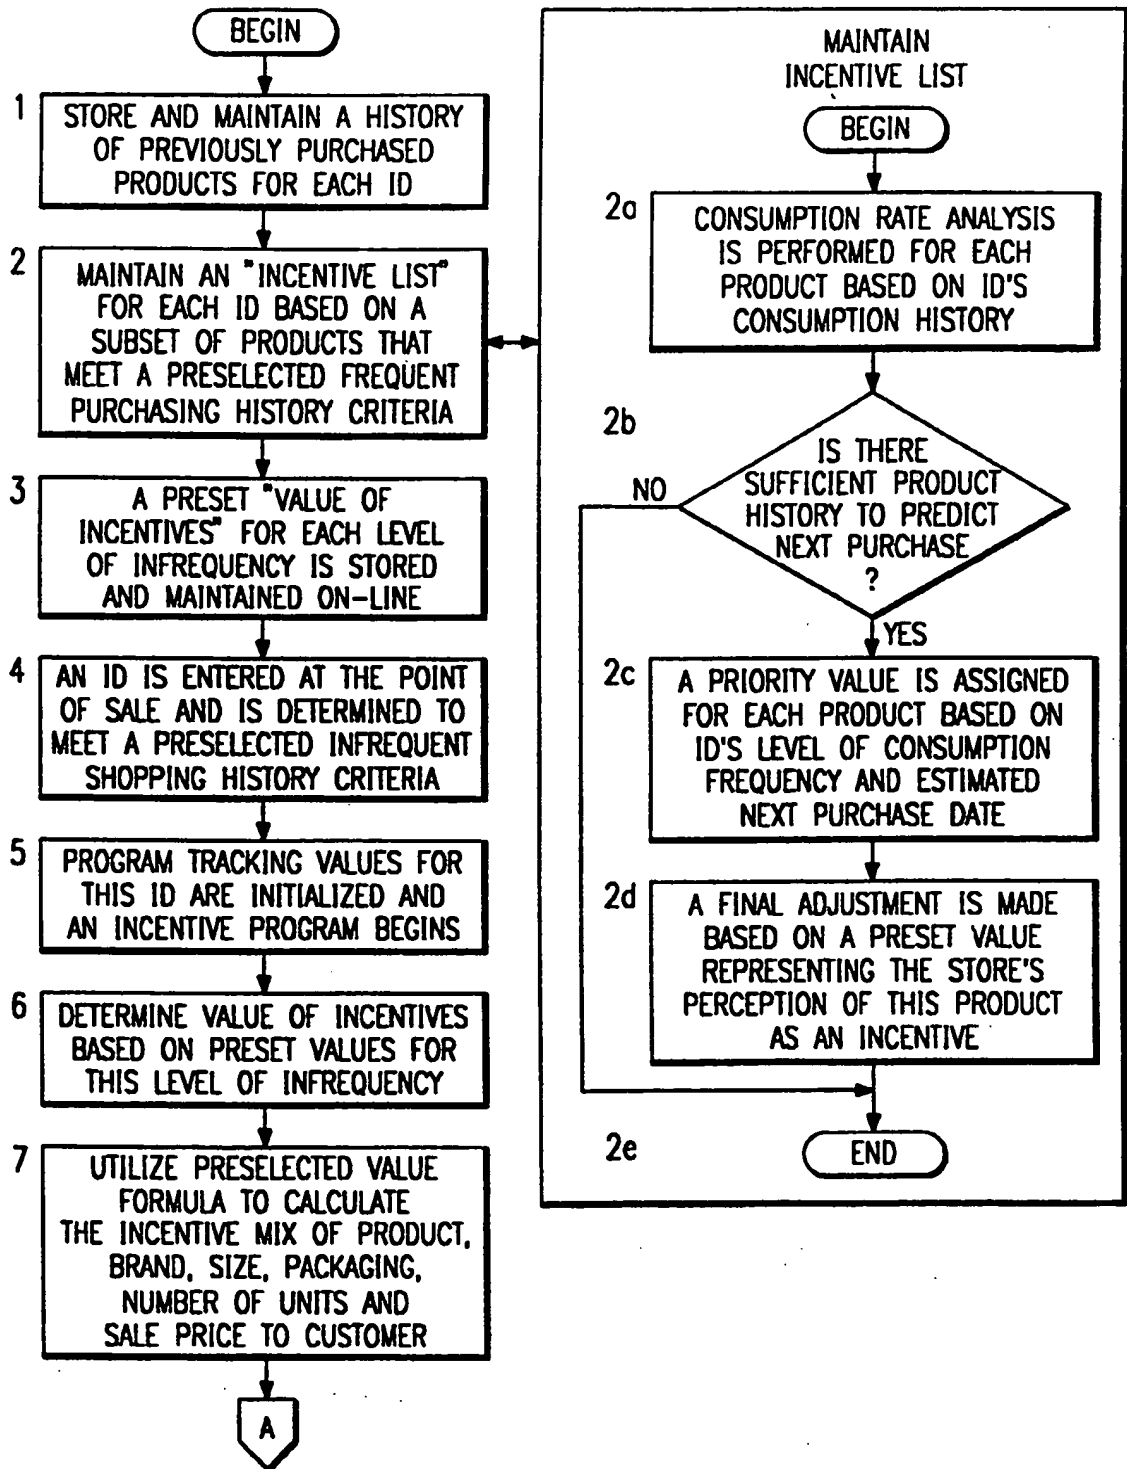 BEGIN
1
STORE AND MAINTAIN A HISTORY
OF PREVIOUSLY PURCHASED
PRODUCTS FOR EACH ID
2
MAINTAIN AN "INCENTIVE LIST"
FOR EACH ID BASED ON A
SUBSET OF PRODUCTS THAT
MEET A PRESELECTED FREQUENT
PURCHASING HISTORY CRITERIA
3
A PRESET "VALUE OF
INCENTIVES" FOR EACH LEVEL
OF INFREQUENCY IS STORED
AND MAINTAINED ON-LINE
4
AN ID IS ENTERED AT THE POINT
OF SALE AND IS DETERMINED TO
MEET A PRESELECTED INFREQUENT
SHOPPING HISTORY CRITERIA
5
PROGRAM TRACKING VALUES FOR
THIS ID ARE INITIALIZED AND
AN INCENTIVE PROGRAM BEGINS
6
DETERMINE VALUE OF INCENTIVES
BASED ON PRESET VALUES FOR
THIS LEVEL OF INFREQUENCY
7
UTILIZE PRESELECTED VALUE
FORMULA TO CALCULATE
THE INCENTIVE MIX OF PRODUCT,
BRAND, SIZE, PACKAGING,
NUMBER OF UNITS AND
SALE PRICE TO CUSTOMER
A
MAINTAIN
INCENTIVE LIST
BEGIN
2a
CONSUMPTION RATE ANALYSIS
IS PERFORMED FOR EACH
PRODUCT BASED ON ID'S
CONSUMPTION HISTORY
2b
IS THERE
SUFFICIENT PRODUCT
HISTORY TO PREDICT
NEXT PURCHASE
?
NO
YES
2c
A PRIORITY VALUE IS ASSIGNED
FOR EACH PRODUCT BASED ON
ID'S LEVEL OF CONSUMPTION
FREQUENCY AND ESTIMATED
NEXT PURCHASE DATE
2d
A FINAL ADJUSTMENT IS MADE
BASED ON A PRESET VALUE
REPRESENTING THE STORE'S
PERCEPTION OF THIS PRODUCT
AS AN INCENTIVE
2e
END